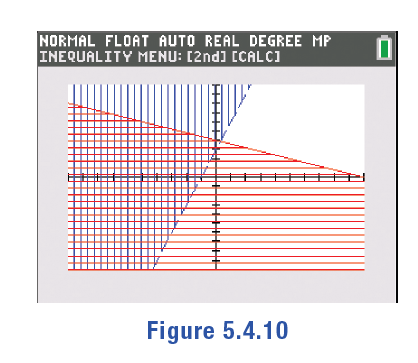 NORMAL FLOAT AUTO REAL DEGREE MP
INEQUALITY MENU: [2nd] [CALC]
Figure 5.4.10